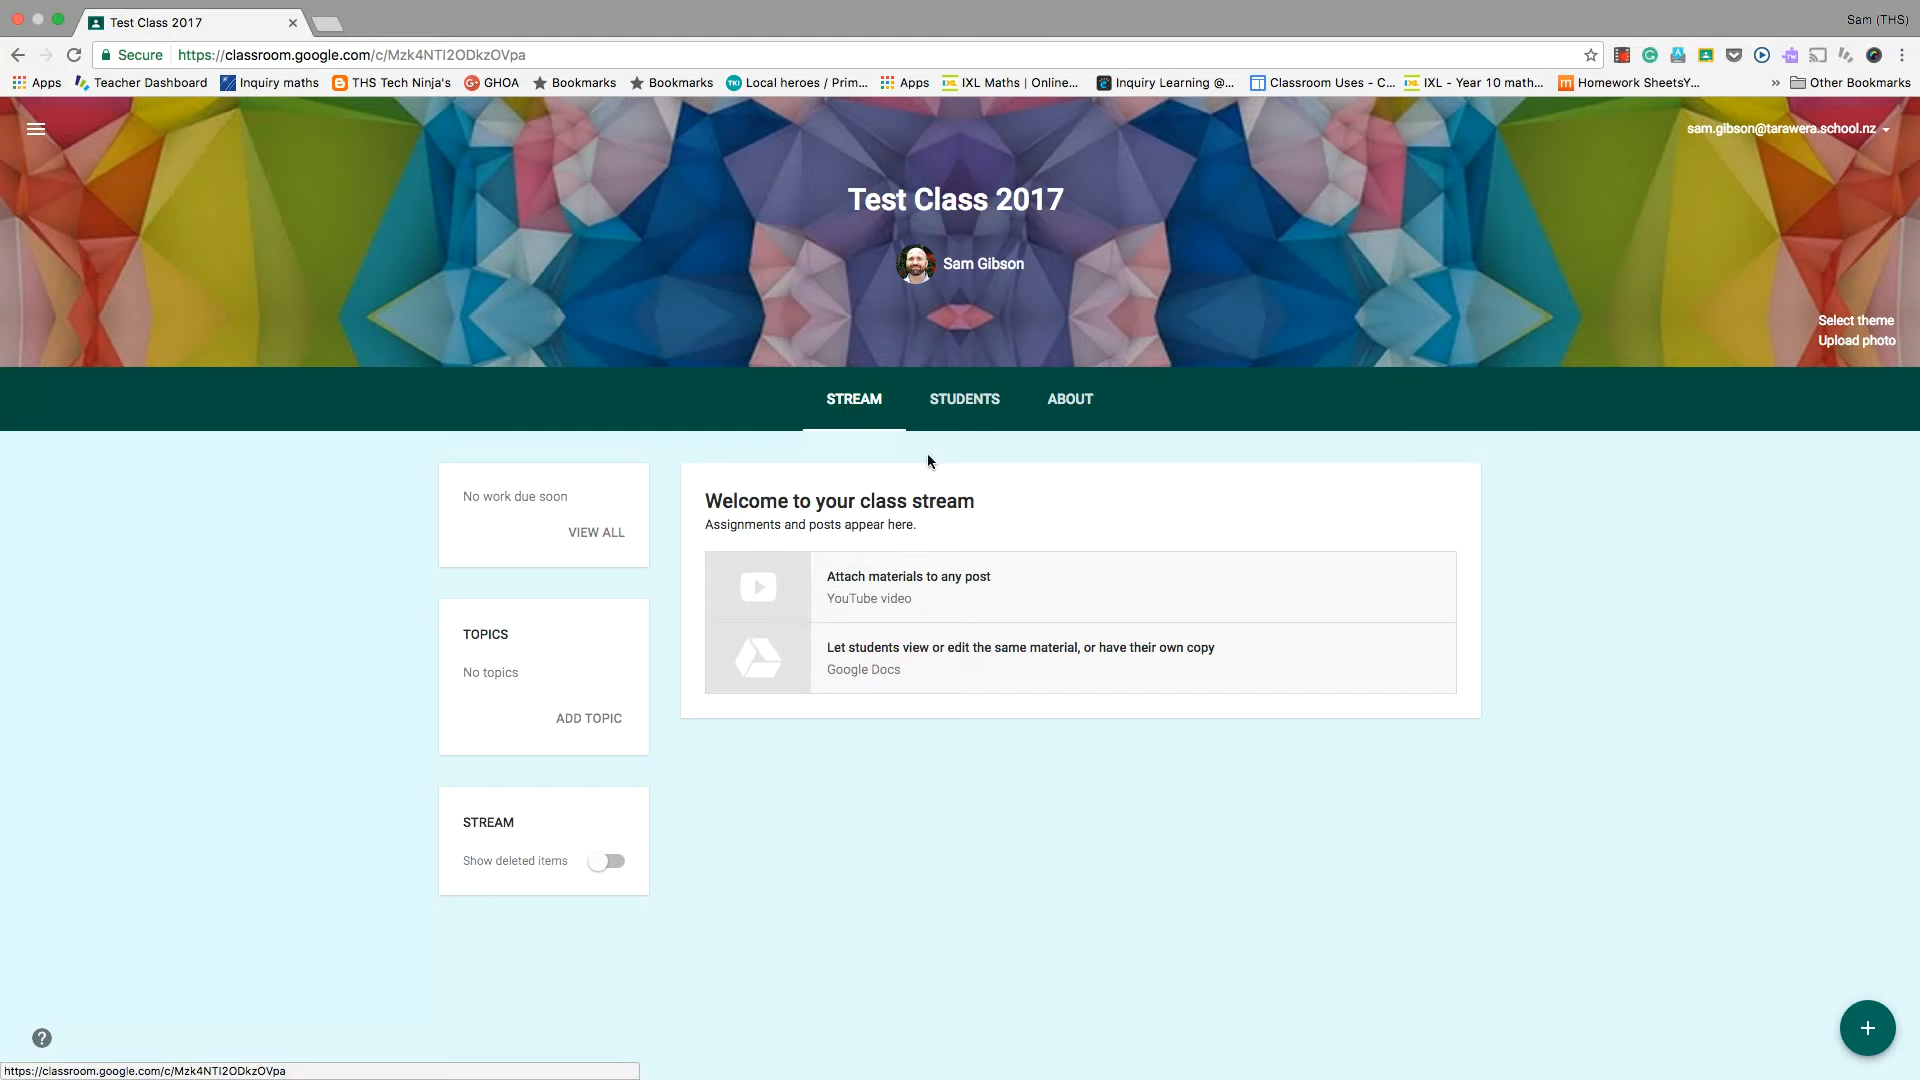 Test Class 2017
Sam (THS)
Secure https://classroom.google.com/c/Mzk4NTI2ODkzOVpa
Apps Teacher Dashboard Inquiry maths THS Tech Ninja's GHOA Bookmarks Bookmarks Local heroes / Prim... Apps IXL Maths | Online... Inquiry Learning @... Classroom Uses - C... IXL - Year 10 math... Homework SheetsY... » Other Bookmarks
sam.gibson@tarawera.school.nz
Test Class 2017
Sam Gibson
Select theme
Upload photo
STREAM STUDENTS ABOUT
No work due soon
VIEW ALL
TOPICS
No topics
ADD TOPIC
STREAM
Show deleted items
Welcome to your class stream
Assignments and posts appear here.
Attach materials to any post
YouTube video
Let students view or edit the same material, or have their own copy
Google Docs
https://classroom.google.com/c/Mzk4NTI2ODkzOVpa